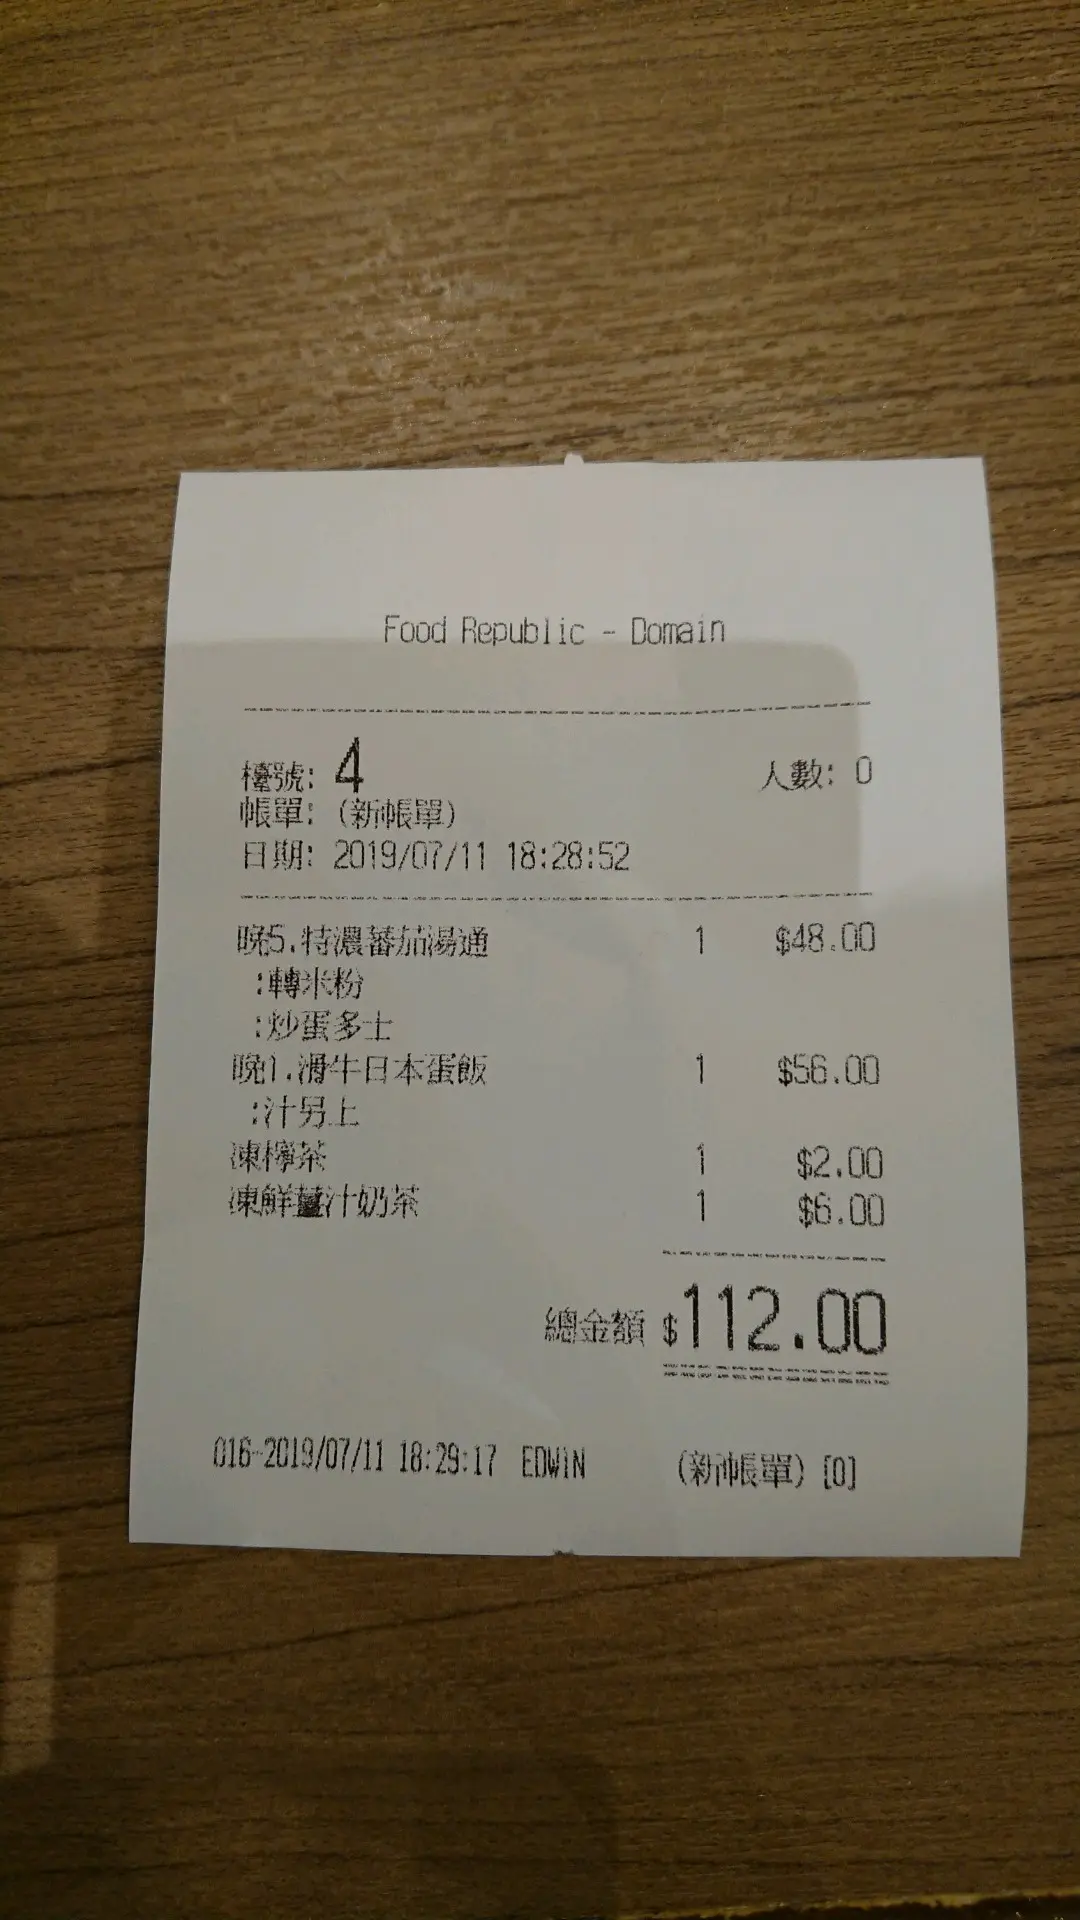 Food Republic - Domain
檯號: 4 人數: 0
帳單: (新帳單)
日期: 2019/07/11 18:28:52
晚5.特濃蕃茄湯通 1 $48.00
:轉米粉
:炒蛋多士
晚1.滑牛日本蛋飯 1 $56.00
:汁另上
凍檸茶 1 $2.00
凍鮮薑汁奶茶 1 $6.00
總金額 $112.00
016-2019/07/11 18:29:17 EDWIN (新帳單) [0]